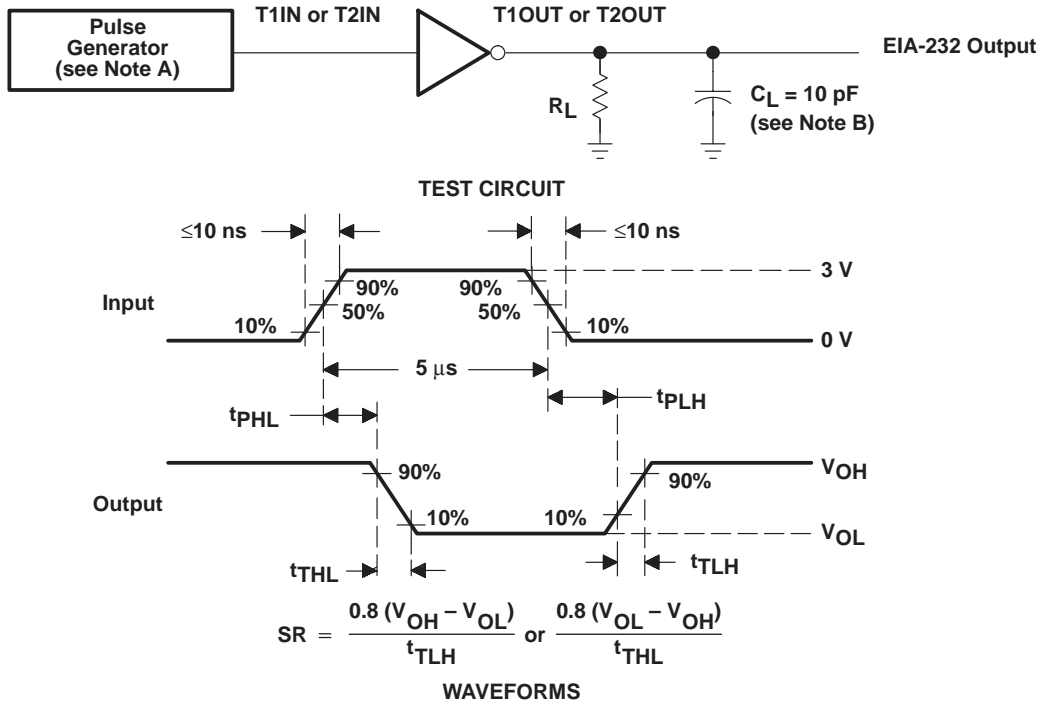 T1IN or T2IN
T1OUT or T2OUT
Pulse
Generator
(see Note A)
EIA-232 Output
RL
CL = 10 pF
(see Note B)
TEST CIRCUIT
≤10 ns
≤10 ns
3 V
90%
90%
Input
50%
50%
10%
10%
0 V
5 μs
tPHL
tPLH
VOH
90%
90%
Output
10%
10%
VOL
tTHL
tTLH
SR = 0.8 (VOH – VOL) / tTLH or 0.8 (VOL – VOH) / tTHL
WAVEFORMS